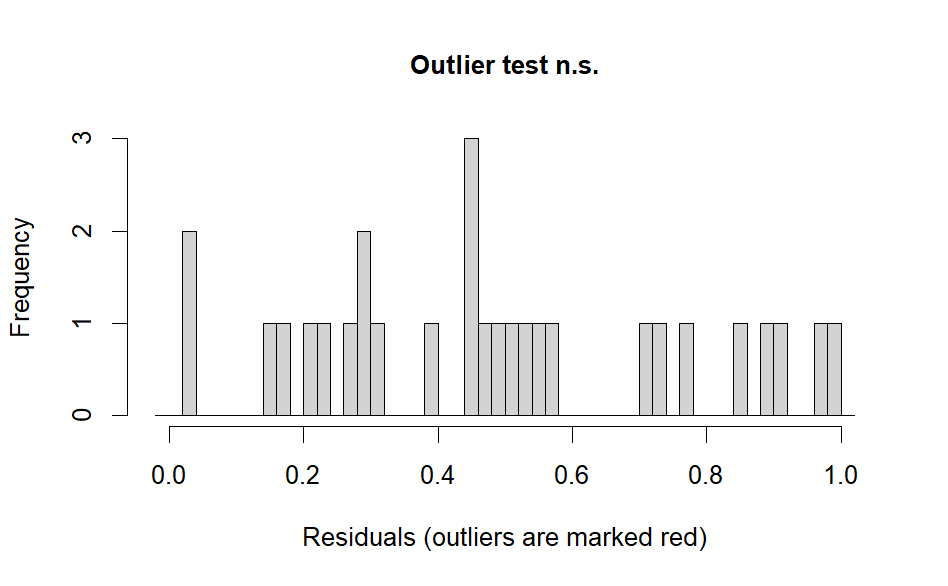 Outlier test n.s.
Frequency
3
2
1
0
0.0 0.2 0.4 0.6 0.8 1.0
Residuals (outliers are marked red)